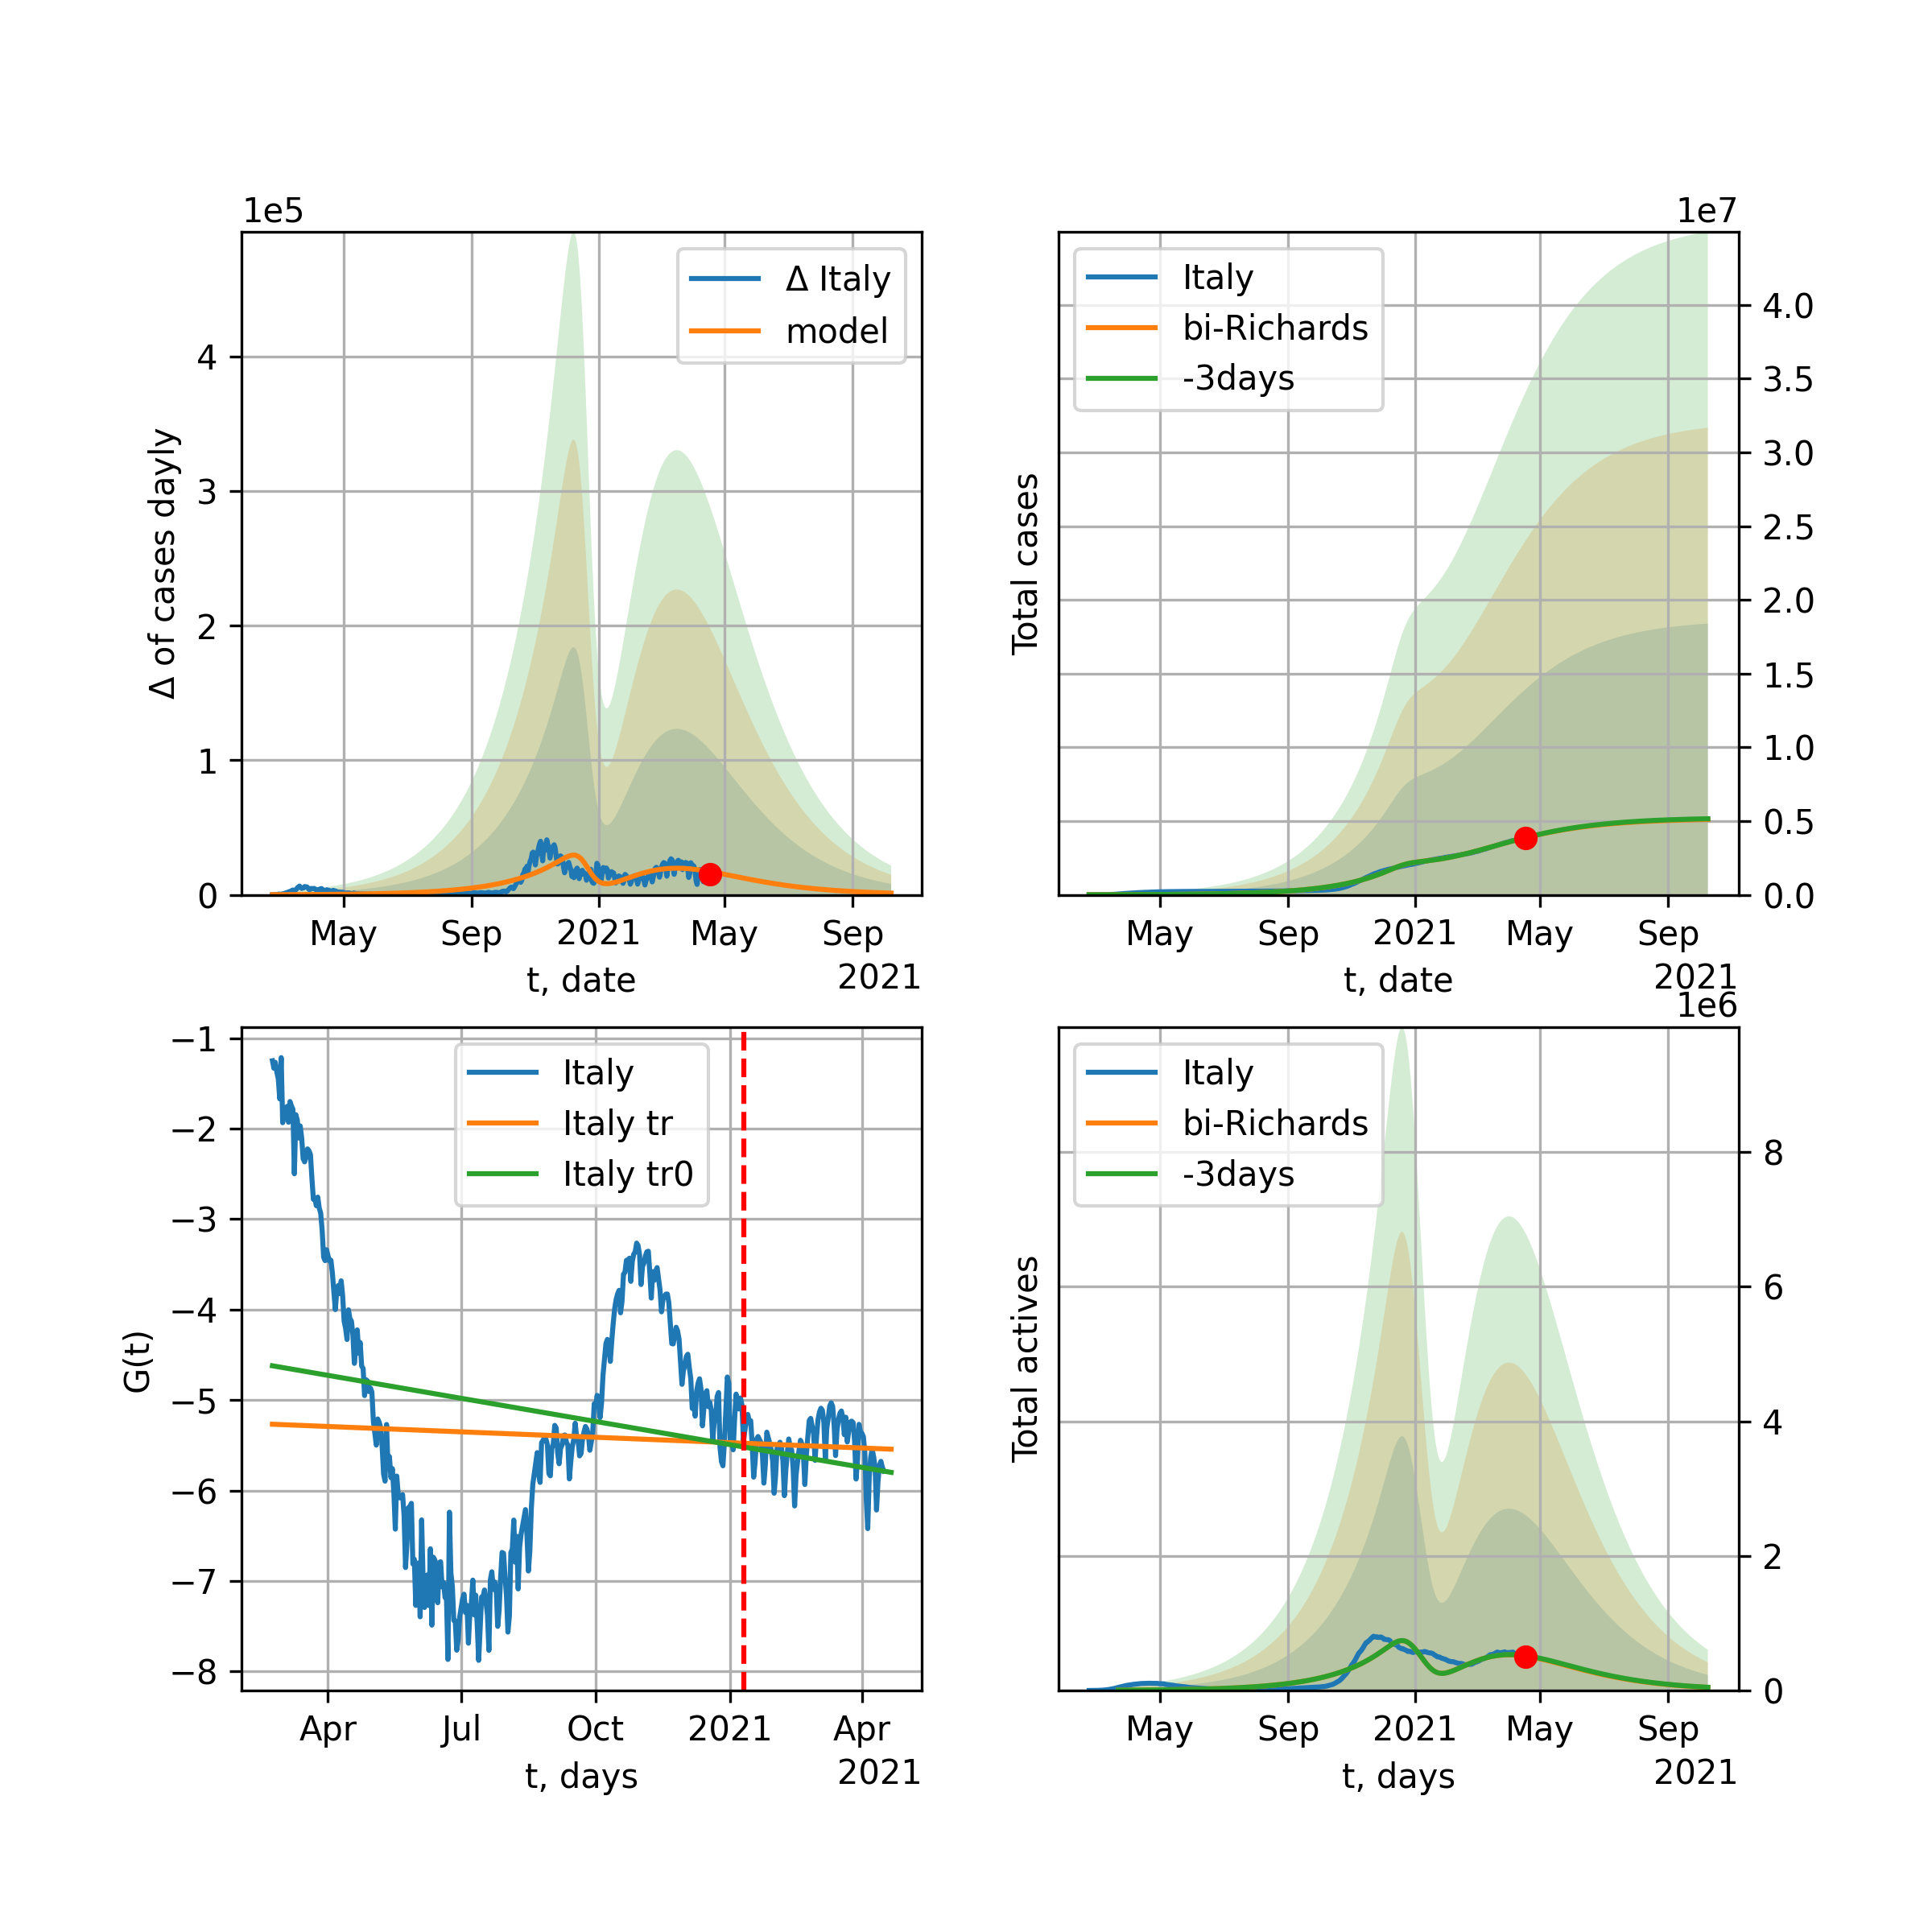 1e5
Δ of cases dayly
4
3
2
1
0
Δ Italy
model
May Sep 2021 May Sep
t, date
2021
1e7
Total cases
Italy
bi-Richards
-3days
4.0
3.5
3.0
2.5
2.0
1.5
1.0
0.5
0.0
May Sep 2021 May Sep
t, date
2021
G(t)
−1
−2
−3
−4
−5
−6
−7
−8
Italy
Italy tr
Italy tr0
Apr Jul Oct 2021 Apr
t, days
2021
1e6
Total actives
Italy
bi-Richards
-3days
8
6
4
2
0
May Sep 2021 May Sep
t, days
2021